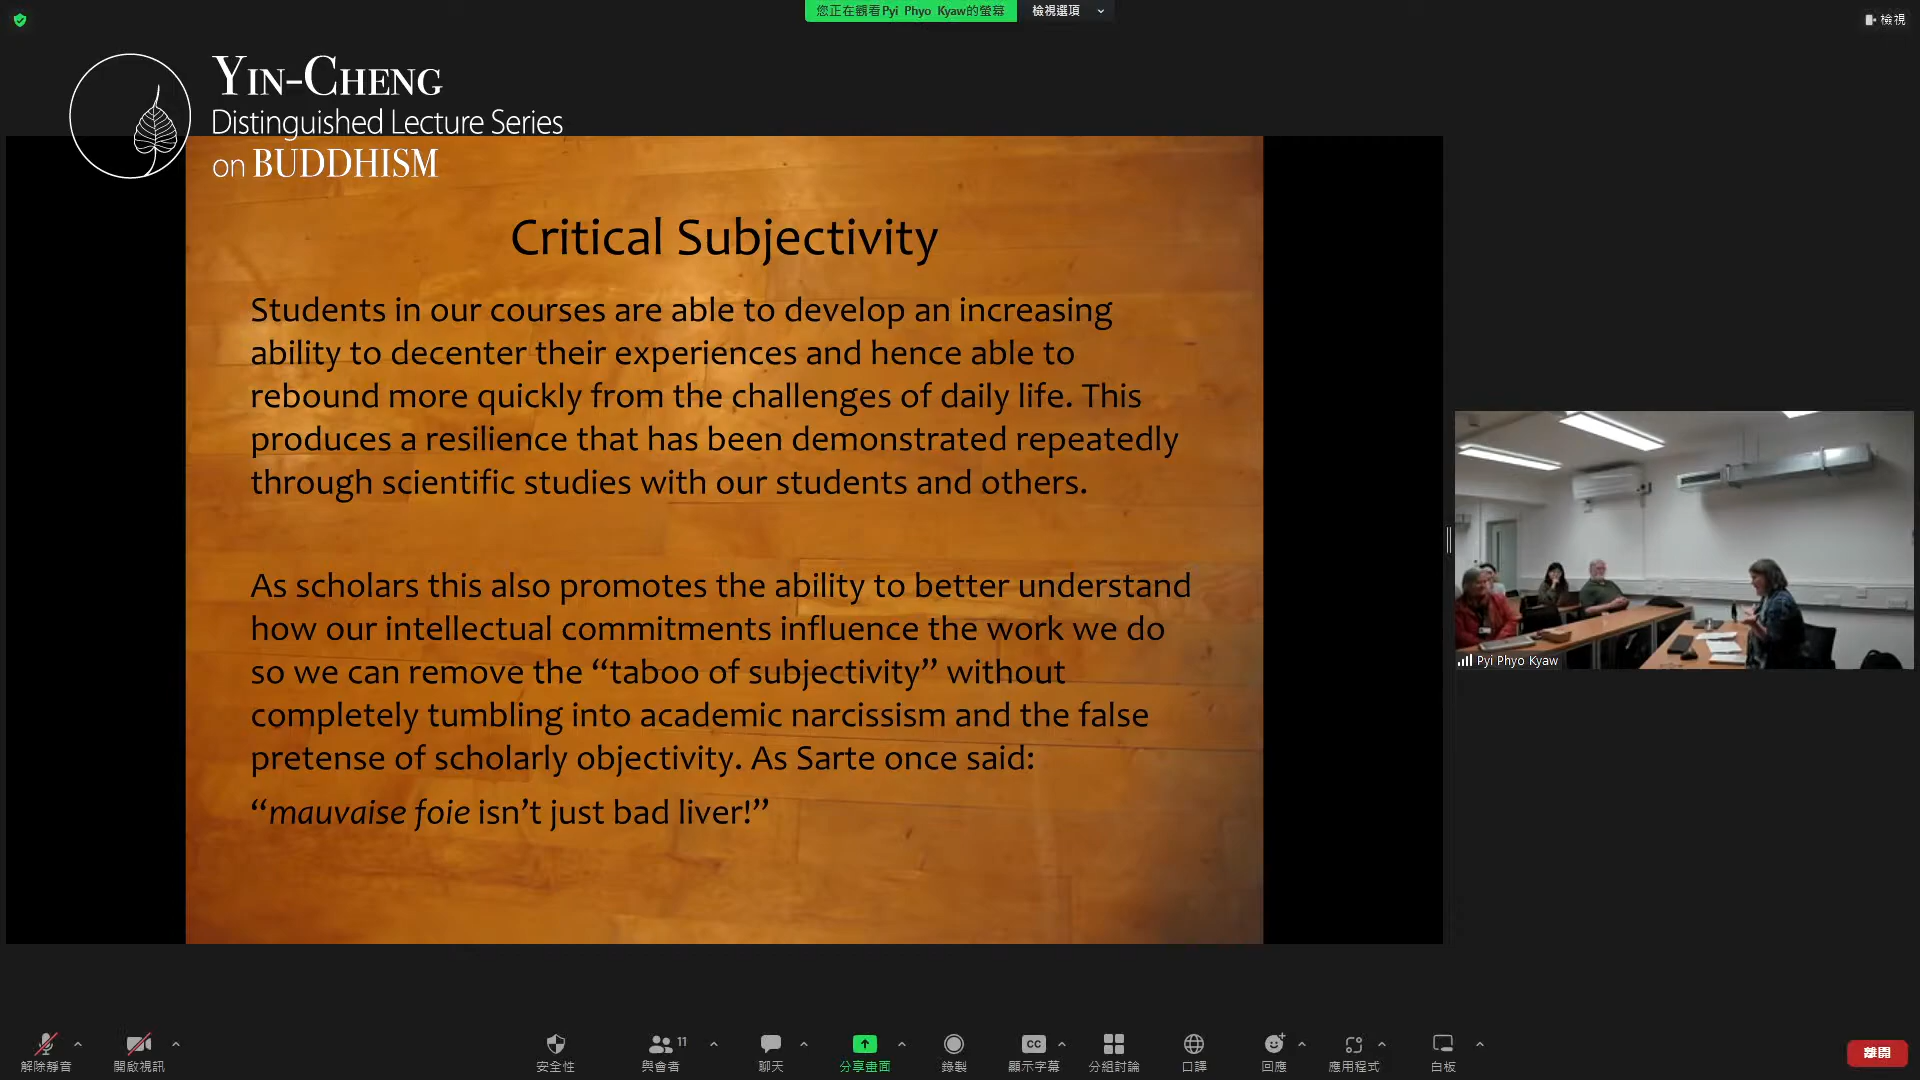 您正在觀看Pyi Phyo Kyaw的螢幕
檢視選項
檢視
YIN-CHENG
Distinguished Lecture Series
on BUDDHISM
Critical Subjectivity
Students in our courses are able to develop an increasing
ability to decenter their experiences and hence able to
rebound more quickly from the challenges of daily life. This
produces a resilience that has been demonstrated repeatedly
through scientific studies with our students and others.
As scholars this also promotes the ability to better understand
how our intellectual commitments influence the work we do
so we can remove the “taboo of subjectivity” without
completely tumbling into academic narcissism and the false
pretense of scholarly objectivity. As Sarte once said:
“mauvaise foie isn’t just bad liver!”
Pyi Phyo Kyaw
解除靜音
開啟視訊
安全性
11
與會者
聊天
分享畫面
錄製
CC
顯示字幕
分組討論
口譯
回應
應用程式
白板
離開